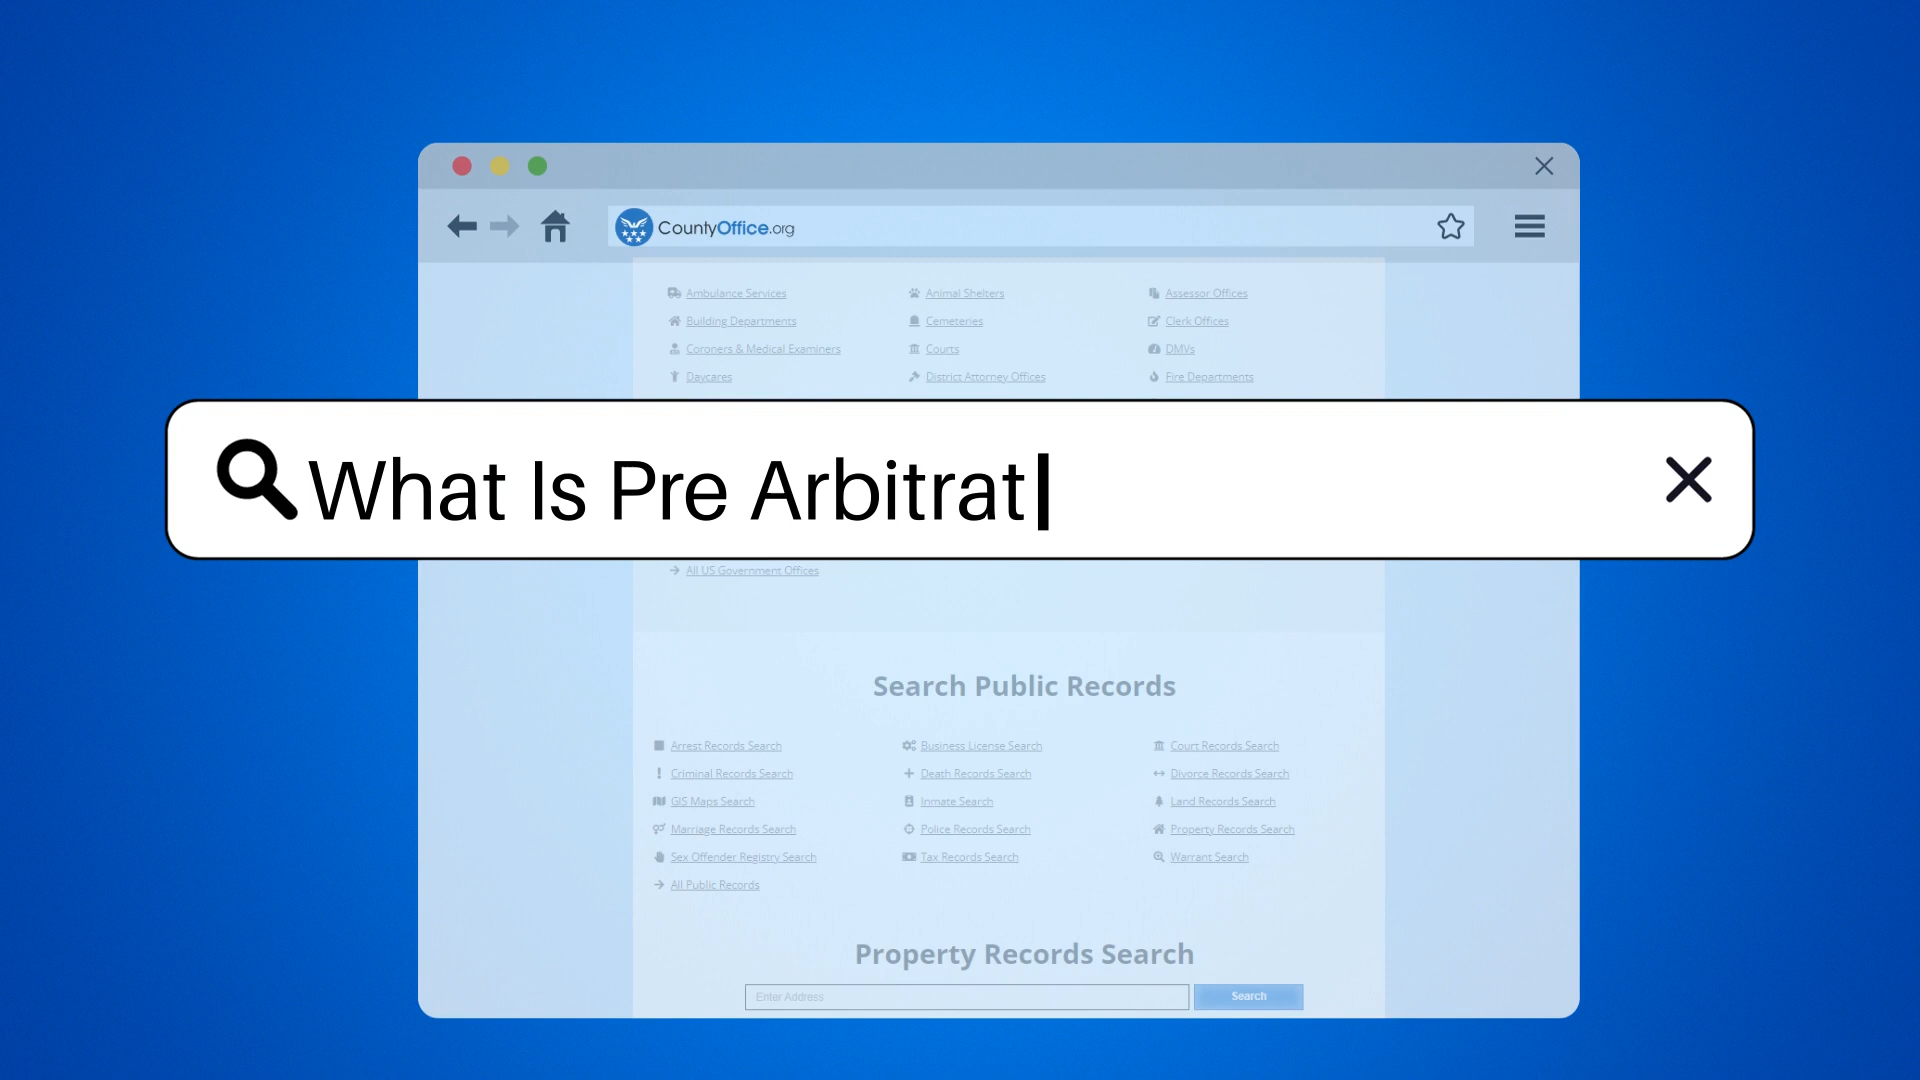 CountyOffice.org
Ambulance Services Animal Shelters Assessor Offices
Building Departments Cemeteries Clerk Offices
Coroners & Medical Examiners Courts DMVs
Daycares District Attorney Offices Fire Departments
What Is Pre Arbitrat
All US Government Offices
Search Public Records
Arrest Records Search Business License Search Court Records Search
Criminal Records Search Death Records Search Divorce Records Search
GIS Maps Search Inmate Search Land Records Search
Marriage Records Search Police Records Search Property Records Search
Sex Offender Registry Search Tax Records Search Warrant Search
All Public Records
Property Records Search
Enter Address Search